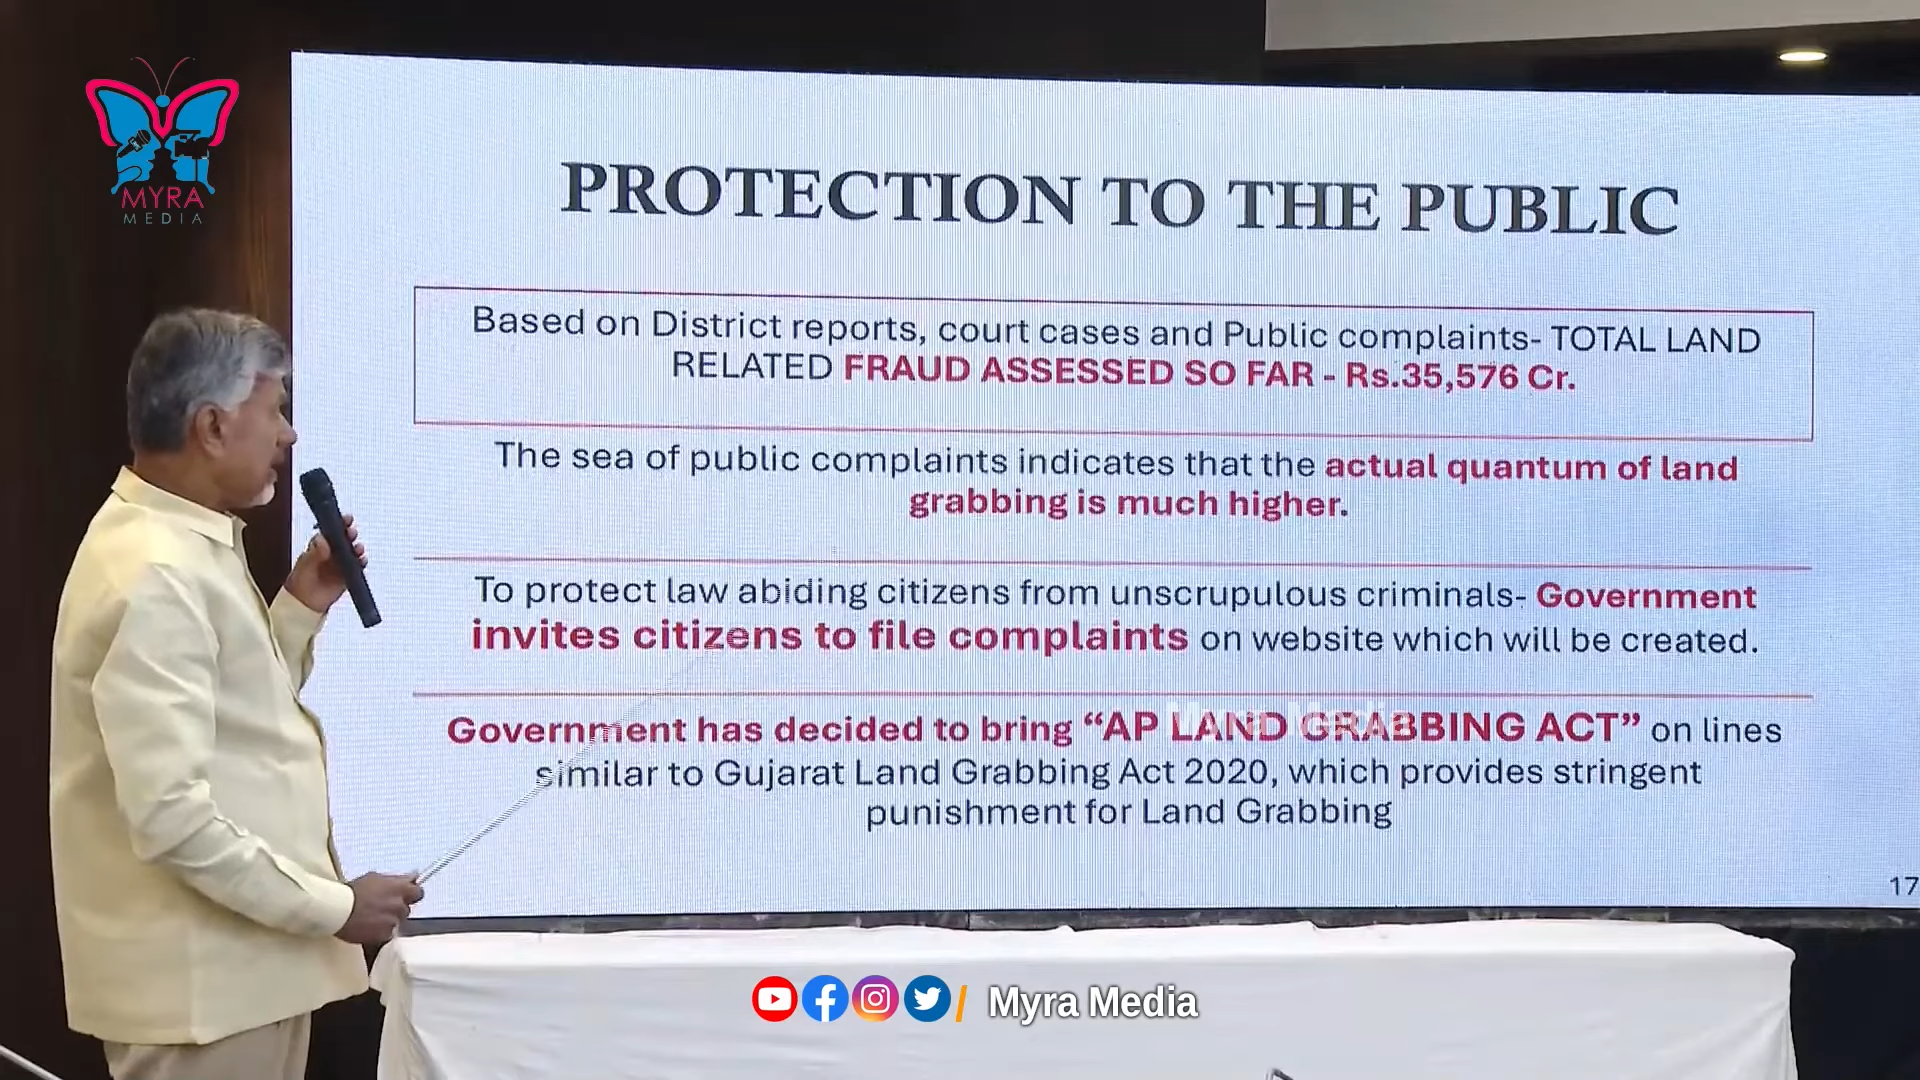 MYRA
MEDIA
PROTECTION TO THE PUBLIC
Based on District reports, court cases and Public complaints- TOTAL LAND
RELATED FRAUD ASSESSED SO FAR - Rs.35,576 Cr.
The sea of public complaints indicates that the actual quantum of land
grabbing is much higher.
To protect law abiding citizens from unscrupulous criminals- Government
invites citizens to file complaints on website which will be created.
Government has decided to bring “AP LAND GRABBING ACT” on lines
similar to Gujarat Land Grabbing Act 2020, which provides stringent
punishment for Land Grabbing
Myra Media
17
/ Myra Media